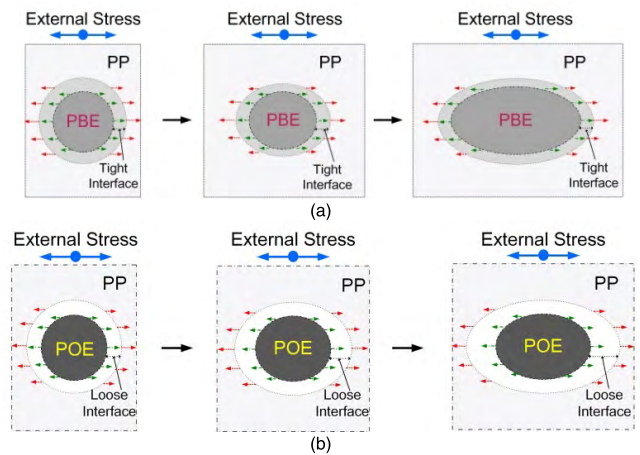 External Stress
External Stress
External Stress
PP
PP
PP
PBE
PBE
PBE
Tight
Interface
Tight
Interface
Tight
Interface
(a)
External Stress
External Stress
External Stress
PP
PP
PP
POE
POE
POE
Loose
Interface
Loose
Interface
Loose
Interface
(b)